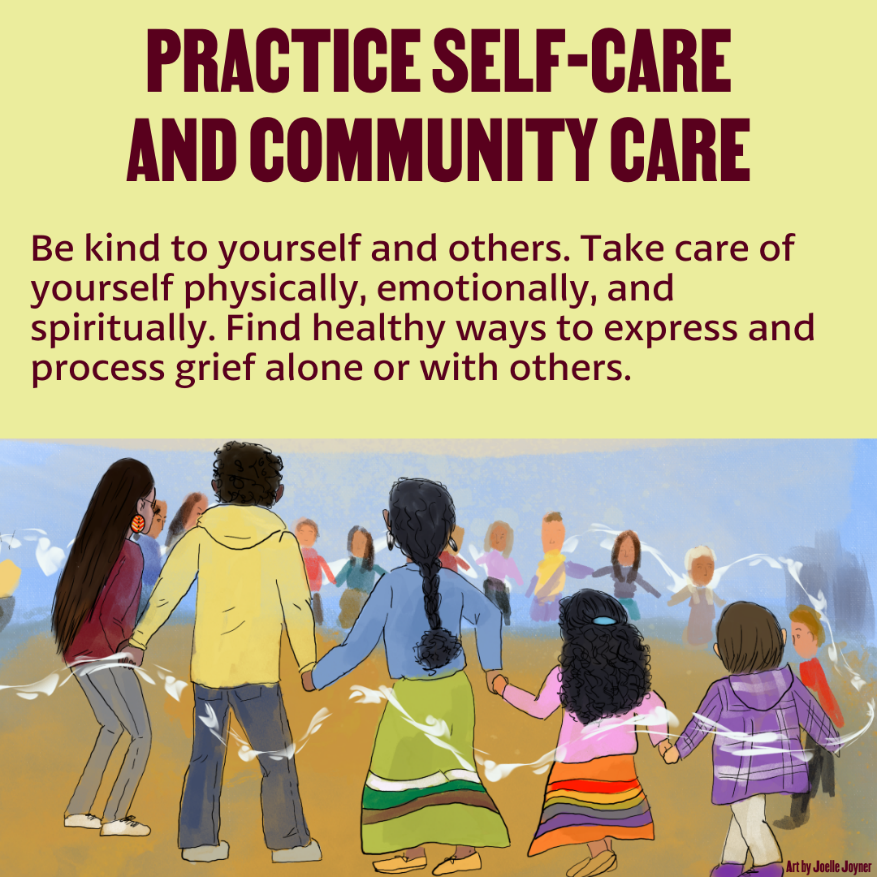 PRACTICE SELF-CARE
AND COMMUNITY CARE
Be kind to yourself and others. Take care of
yourself physically, emotionally, and
spiritually. Find healthy ways to express and
process grief alone or with others.
Art by Joelle Joyner